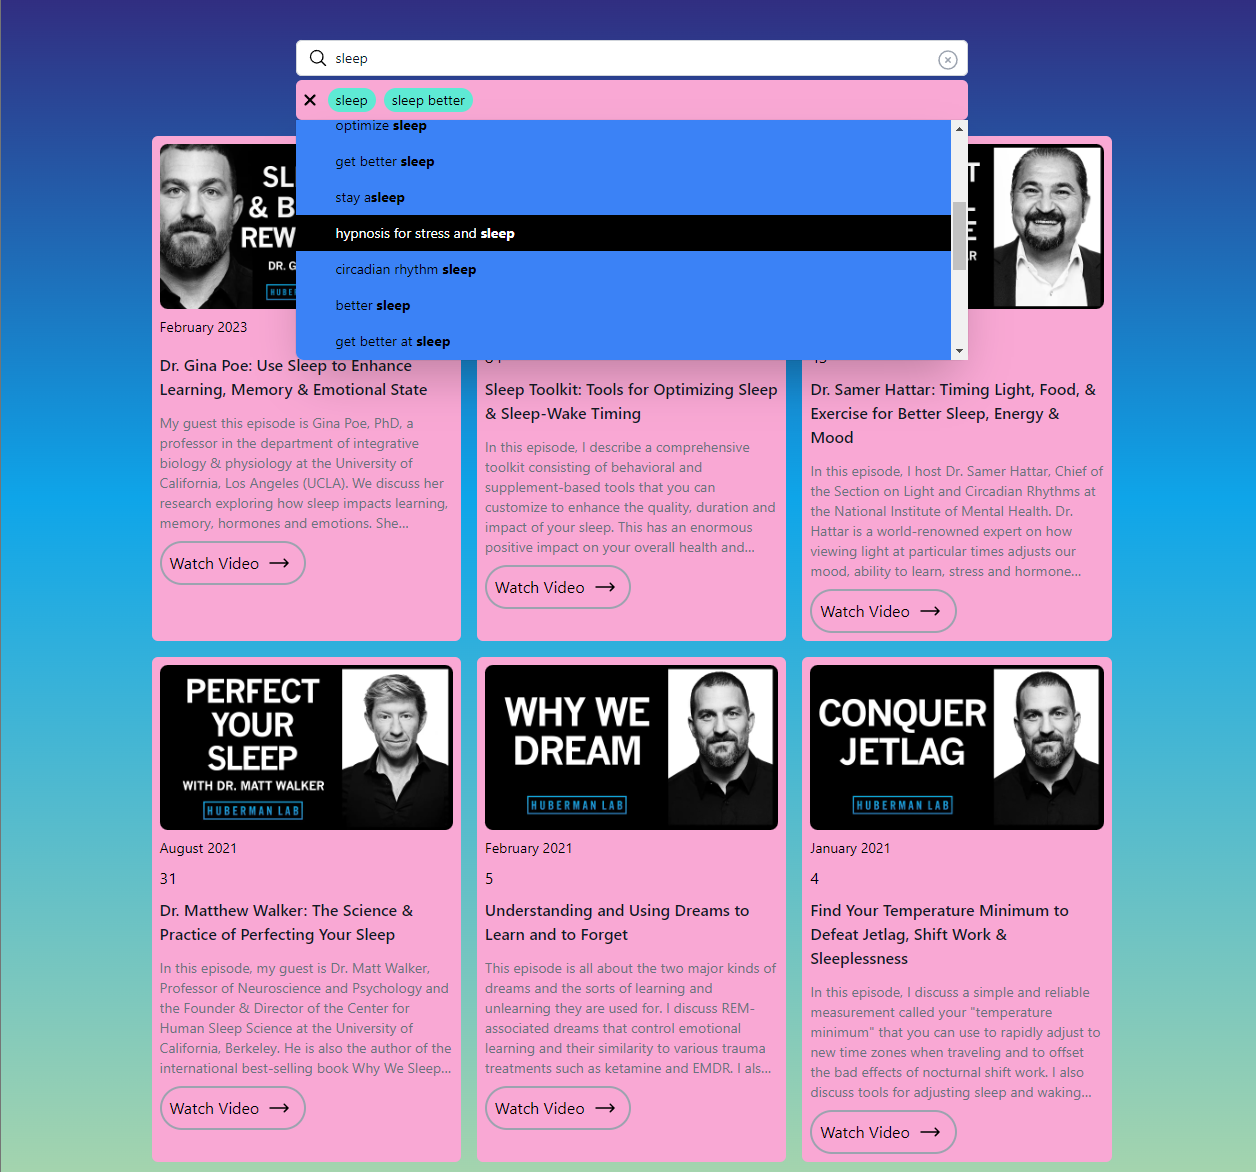 sleep
sleep
sleep better
optimize sleep
get better sleep
stay asleep
hypnosis for stress and sleep
circadian rhythm sleep
better sleep
get better at sleep
SL
& B
REW
DR. G
HUBE
T
E
AR
February 2023
Dr. Gina Poe: Use Sleep to Enhance
Learning, Memory & Emotional State
My guest this episode is Gina Poe, PhD, a
professor in the department of integrative
biology & physiology at the University of
California, Los Angeles (UCLA). We discuss her
research exploring how sleep impacts learning,
memory, hormones and emotions. She...
Watch Video
Sleep Toolkit: Tools for Optimizing Sleep
& Sleep-Wake Timing
In this episode, I describe a comprehensive
toolkit consisting of behavioral and
supplement-based tools that you can
customize to enhance the quality, duration and
impact of your sleep. This has an enormous
positive impact on your overall health and...
Watch Video
Dr. Samer Hattar: Timing Light, Food, &
Exercise for Better Sleep, Energy &
Mood
In this episode, I host Dr. Samer Hattar, Chief of
the Section on Light and Circadian Rhythms at
the National Institute of Mental Health. Dr.
Hattar is a world-renowned expert on how
viewing light at particular times adjusts our
mood, ability to learn, stress and hormone...
Watch Video
PERFECT
YOUR
SLEEP
WITH DR. MATT WALKER
HUBERMAN LAB
August 2021
31
Dr. Matthew Walker: The Science &
Practice of Perfecting Your Sleep
In this episode, my guest is Dr. Matt Walker,
Professor of Neuroscience and Psychology and
the Founder & Director of the Center for
Human Sleep Science at the University of
California, Berkeley. He is also the author of the
international best-selling book Why We Sleep...
Watch Video
WHY WE
DREAM
HUBERMAN LAB
February 2021
5
Understanding and Using Dreams to
Learn and to Forget
This episode is all about the two major kinds of
dreams and the sorts of learning and
unlearning they are used for. I discuss REM-
associated dreams that control emotional
learning and their similarity to various trauma
treatments such as ketamine and EMDR. I als...
Watch Video
CONQUER
JETLAG
HUBERMAN LAB
January 2021
4
Find Your Temperature Minimum to
Defeat Jetlag, Shift Work &
Sleeplessness
In this episode, I discuss a simple and reliable
measurement called your "temperature
minimum" that you can use to rapidly adjust to
new time zones when traveling and to offset
the bad effects of nocturnal shift work. I also
discuss tools for adjusting sleep and waking...
Watch Video